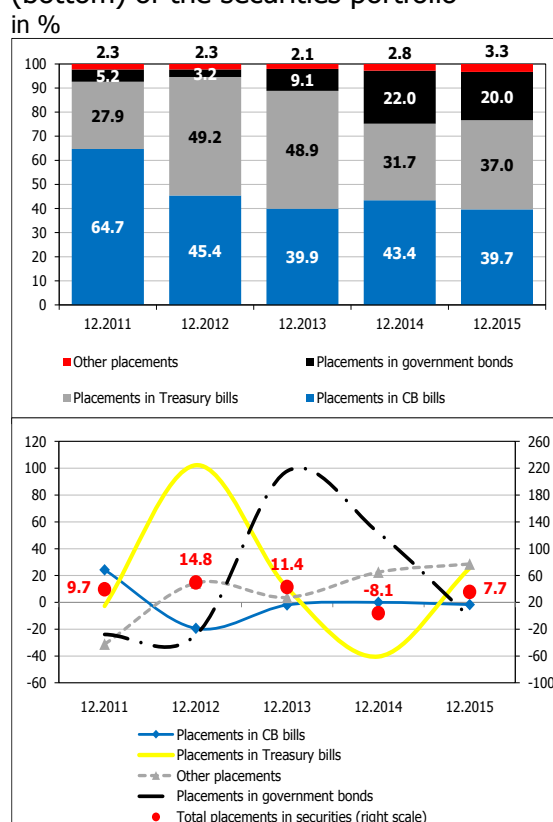 (bottom) of the securities portfolio
in %
2.3 2.3 2.1 2.8 3.3
100
90
80
70
60
50
40
30
20
10
0
5.2 3.2 9.1 22.0 20.0
27.9 49.2 48.9 31.7 37.0
64.7 45.4 39.9 43.4 39.7
12.2011 12.2012 12.2013 12.2014 12.2015
Other placements Placements in government bonds
Placements in Treasury bills Placements in CB bills
120 260
100 220
80 180
60 140
40 100
20 60
0 20
-20 -20
-40 -60
-60 -100
9.7 14.8 11.4 -8.1 7.7
12.2011 12.2012 12.2013 12.2014 12.2015
Placements in CB bills
Placements in Treasury bills
Other placements
Placements in government bonds
Total placements in securities (right scale)